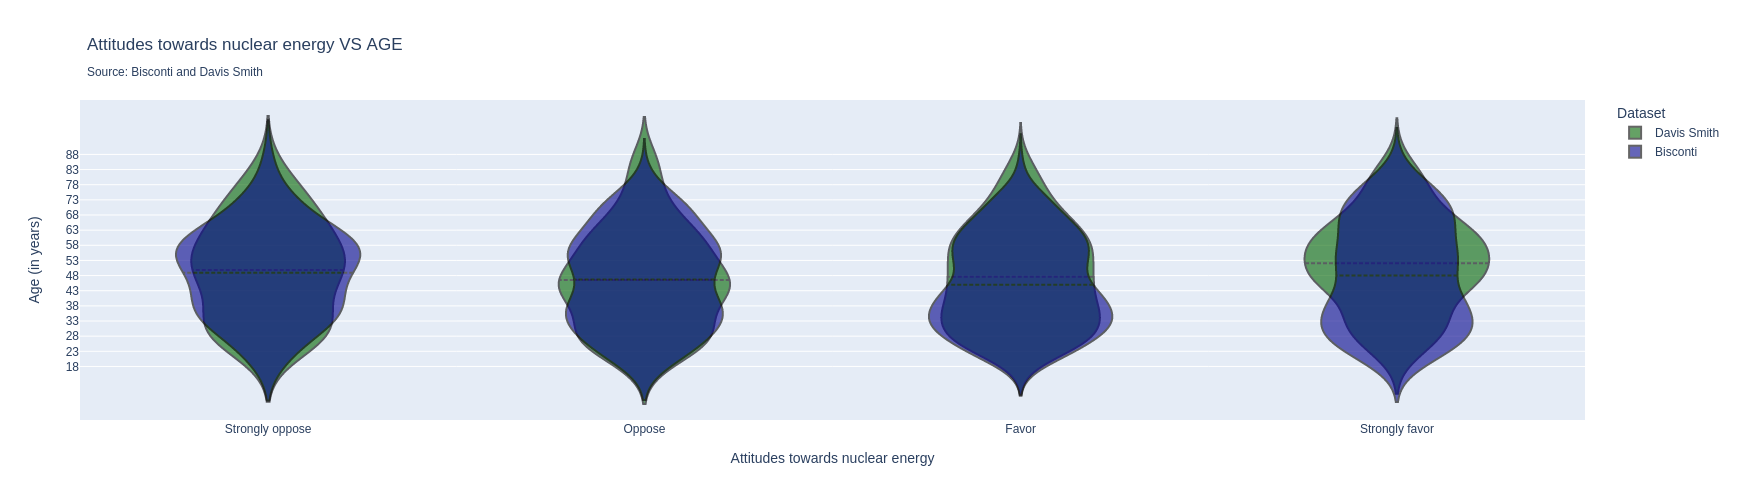 Attitudes towards nuclear energy VS AGE
Source: Bisconti and Davis Smith
Dataset
Davis Smith
Bisconti
Age (in years)
88
83
78
73
68
63
58
53
48
43
38
33
28
23
18
Strongly oppose
Oppose
Favor
Strongly favor
Attitudes towards nuclear energy